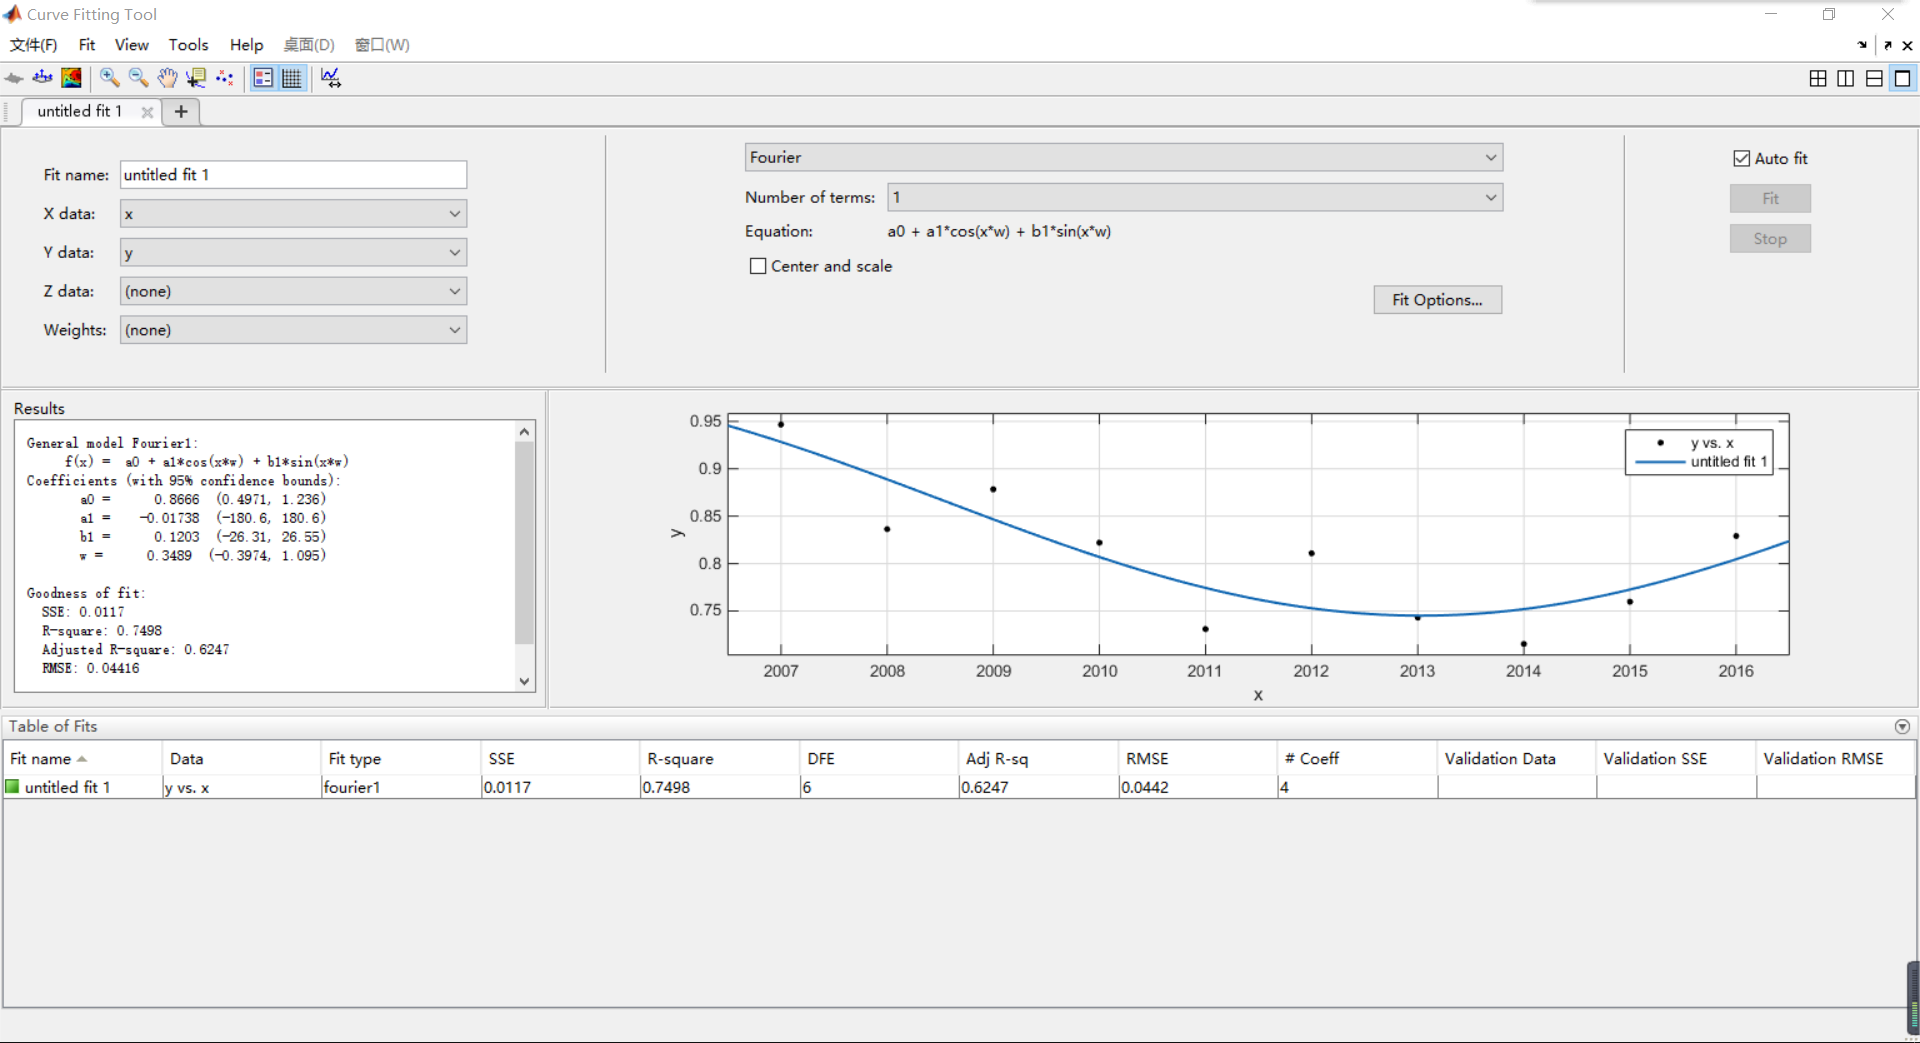 Curve Fitting Tool
文件(F) Fit View Tools Help 桌面(D) 窗口(W)
untitled fit 1
Fit name: untitled fit 1
X data: x
Y data: y
Z data: (none)
Weights: (none)
Fourier
Number of terms: 1
Equation: a0 + a1*cos(x*w) + b1*sin(x*w)
Center and scale
Fit Options...
Auto fit
Fit
Stop
Results
General model Fourier1:
f(x) = a0 + a1*cos(x*w) + b1*sin(x*w)
Coefficients (with 95% confidence bounds):
a0 = 0.8666 (0.4971, 1.236)
a1 = -0.01738 (-180.6, 180.6)
b1 = 0.1203 (-26.31, 26.55)
w = 0.3489 (-0.3974, 1.095)
Goodness of fit:
SSE: 0.0117
R-square: 0.7498
Adjusted R-square: 0.6247
RMSE: 0.04416
0.95
0.9
0.85
0.8
0.75
y
y vs. x
untitled fit 1
2007 2008 2009 2010 2011 2012 2013 2014 2015 2016
x
Table of Fits
Fit name Data Fit type SSE R-square DFE Adj R-sq RMSE # Coeff Validation Data Validation SSE Validation RMSE
untitled fit 1 y vs. x fourier1 0.0117 0.7498 6 0.6247 0.0442 4